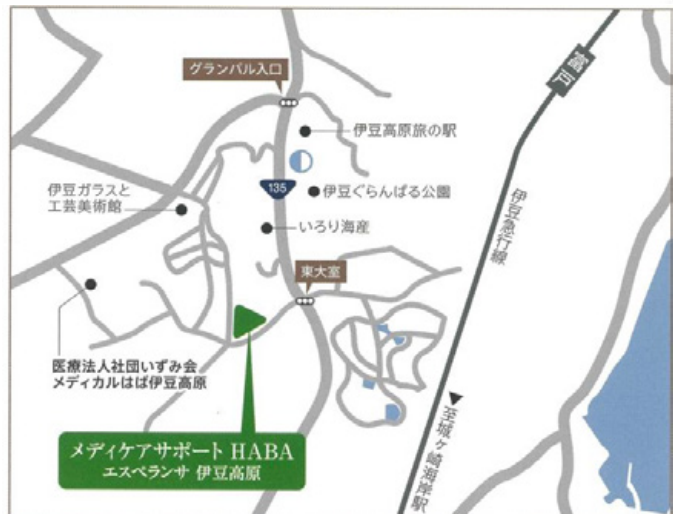 グランパル入口
富戸
伊豆高原旅の駅
135
伊豆ぐらんぱる公園
伊豆ガラスと
工芸美術館
いろり海産
伊豆急行線
東大室
医療法人社団いずみ会
メディカルはば伊豆高原
メディケアサポート HABA
エスペランサ 伊豆高原
至城ヶ崎海岸駅